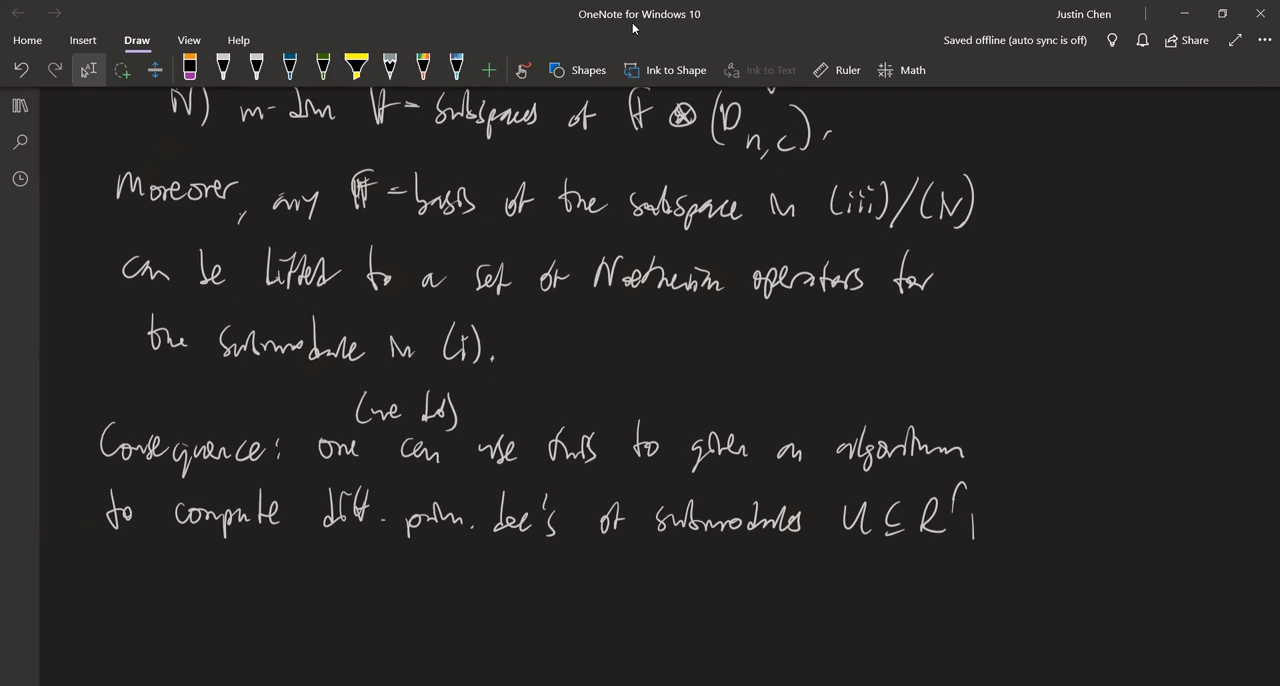 OneNote for Windows 10
Justin Chen
Home Insert Draw View Help
Saved offline (auto sync is off)
Share
Shapes
Ink to Shape
Ink to Text
Ruler
Math
iv) m-dim F-subspaces of F ⊗ (D n,c).
Moreover, any F-basis of the subspace in (iii)/(iv)
can be lifted to a set of Noetherian operators for
the submodule in (i).
(we do)
Consequence: one can use this to given an algorithm
to compute diff. prim. dec's of submodules U ⊆ R^r,